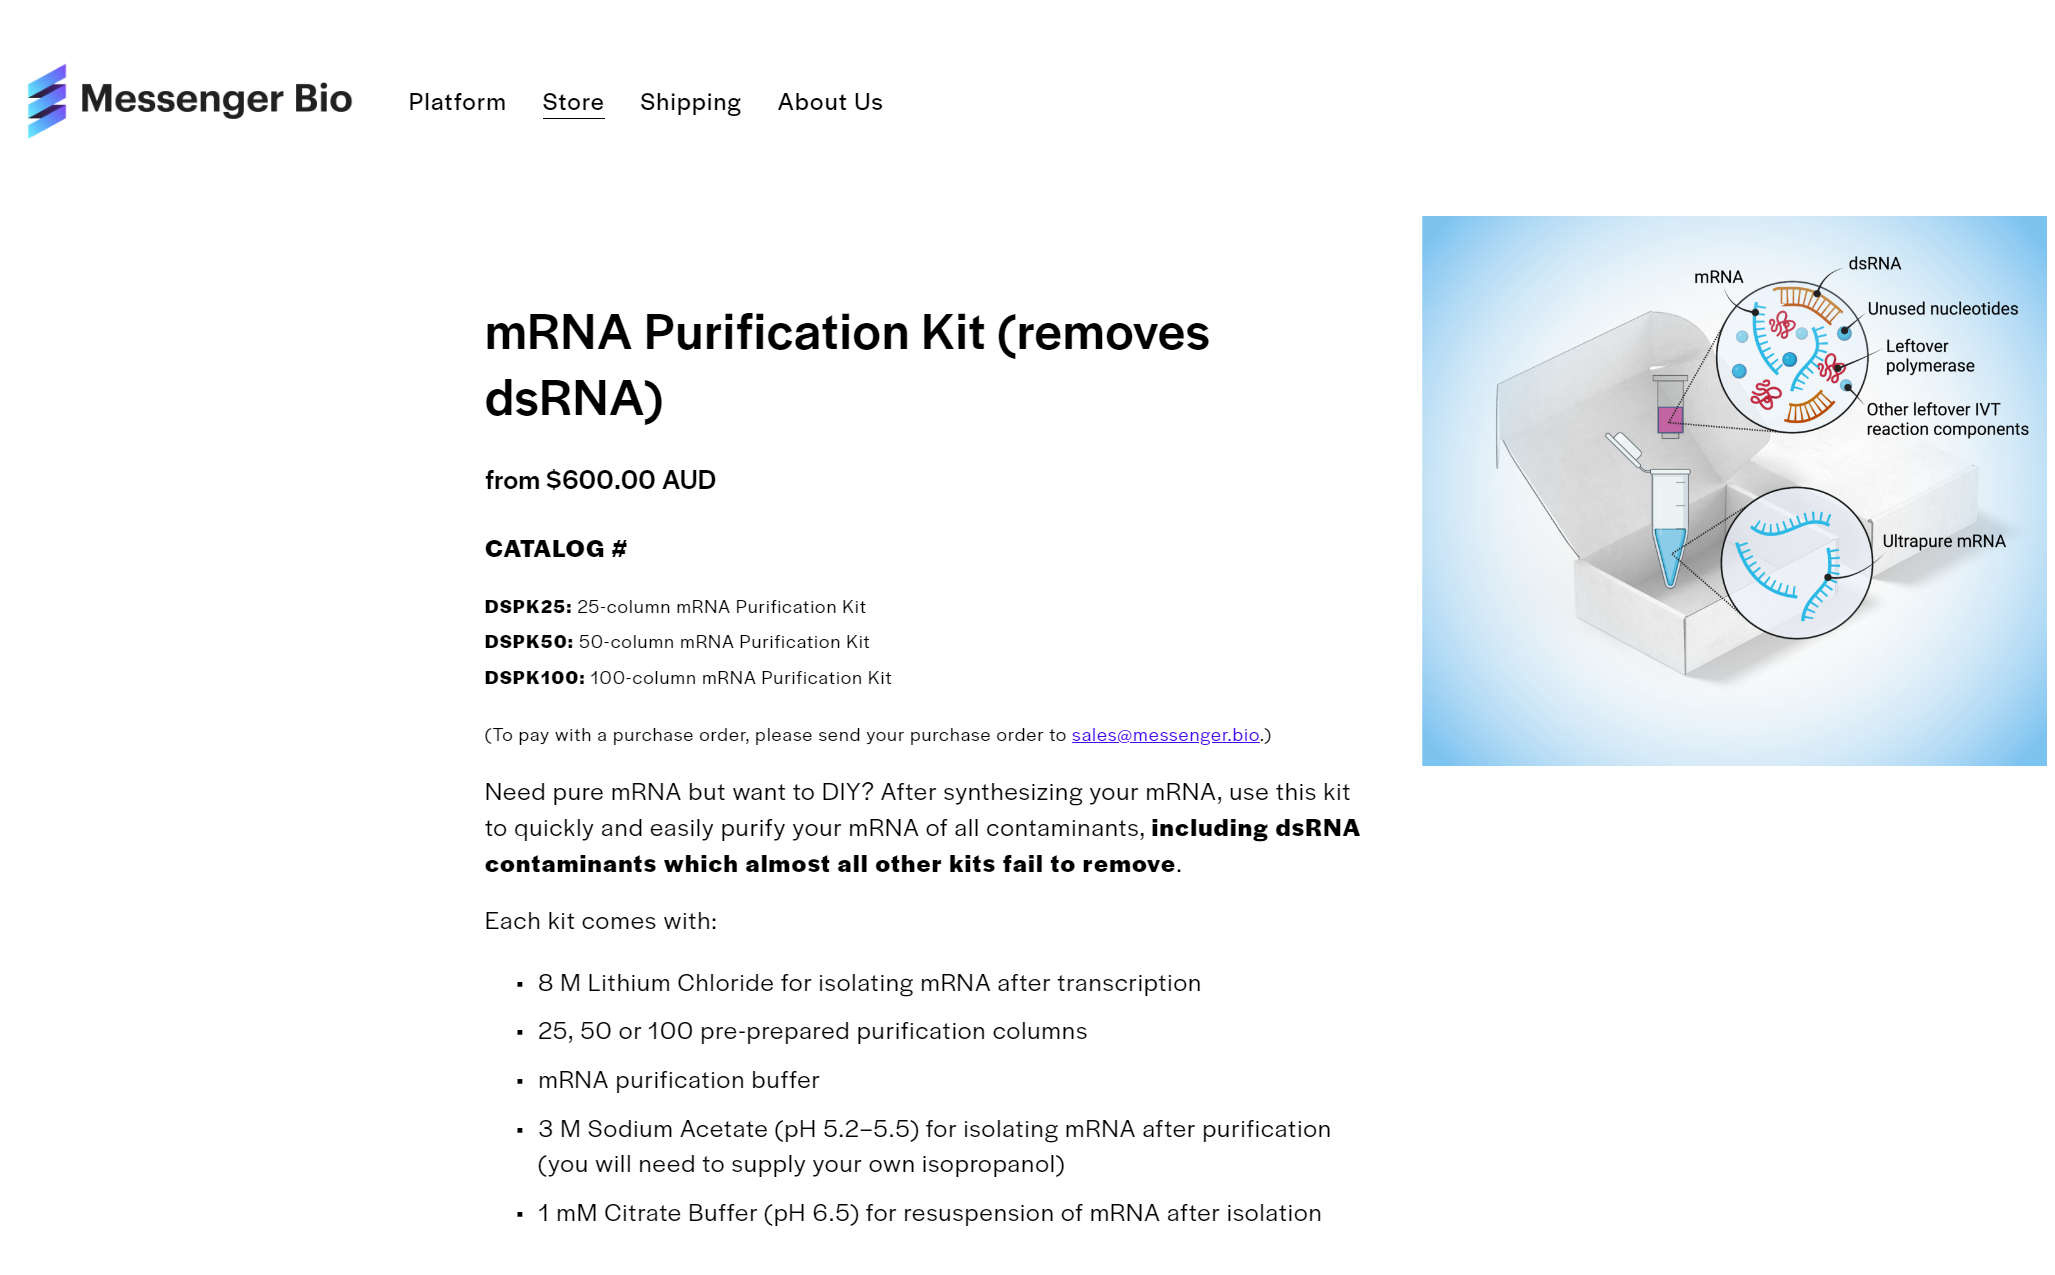 Messenger Bio
Platform
Store
Shipping
About Us
mRNA Purification Kit (removes
dsRNA)
from $600.00 AUD
CATALOG #
DSPK25: 25-column mRNA Purification Kit
DSPK50: 50-column mRNA Purification Kit
DSPK100: 100-column mRNA Purification Kit
(To pay with a purchase order, please send your purchase order to sales@messenger.bio.)
Need pure mRNA but want to DIY? After synthesizing your mRNA, use this kit
to quickly and easily purify your mRNA of all contaminants, including dsRNA
contaminants which almost all other kits fail to remove.
Each kit comes with:
▪ 8 M Lithium Chloride for isolating mRNA after transcription
▪ 25, 50 or 100 pre-prepared purification columns
▪ mRNA purification buffer
▪ 3 M Sodium Acetate (pH 5.2–5.5) for isolating mRNA after purification
(you will need to supply your own isopropanol)
▪ 1 mM Citrate Buffer (pH 6.5) for resuspension of mRNA after isolation
mRNA
dsRNA
Unused nucleotides
Leftover
polymerase
Other leftover IVT
reaction components
Ultrapure mRNA